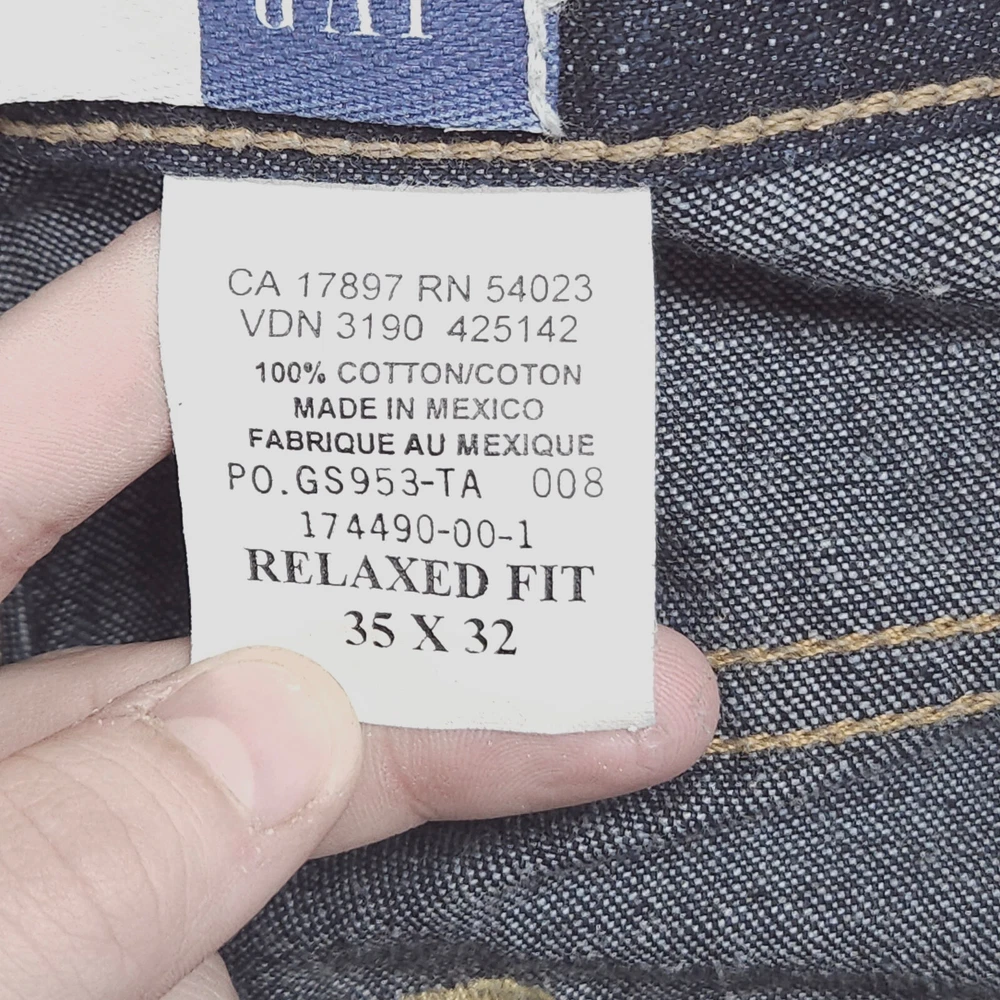 GAP
CA 17897 RN 54023
VDN 3190 425142
100% COTTON/COTON
MADE IN MEXICO
FABRIQUE AU MEXIQUE
PO.GS953-TA 008
174490-00-1
RELAXED FIT
35 X 32